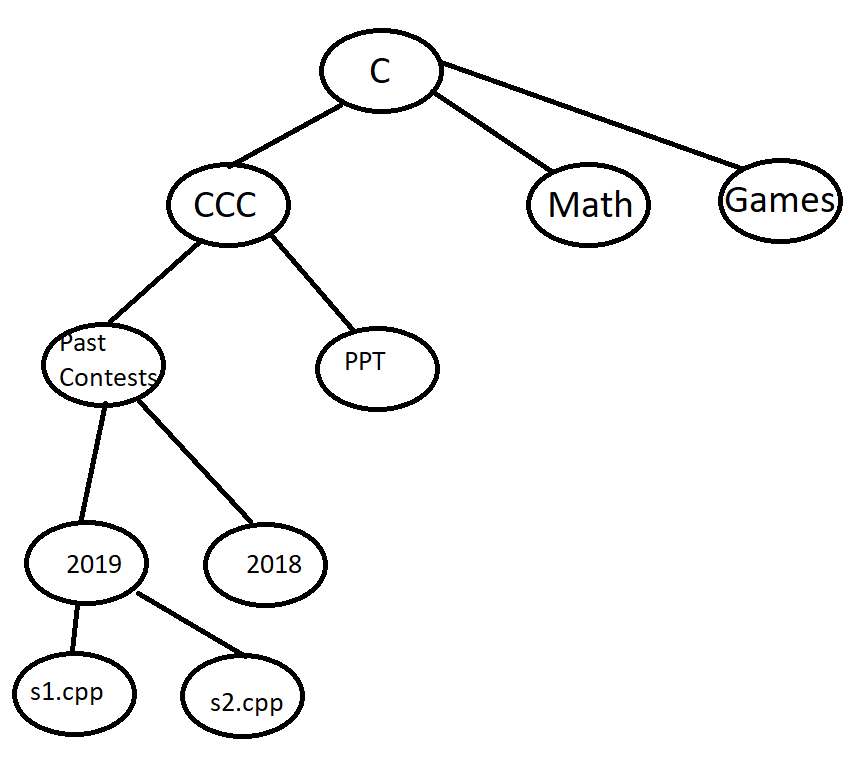 C
CCC
Math
Games
Past
Contests
PPT
2019
2018
s1.cpp
s2.cpp